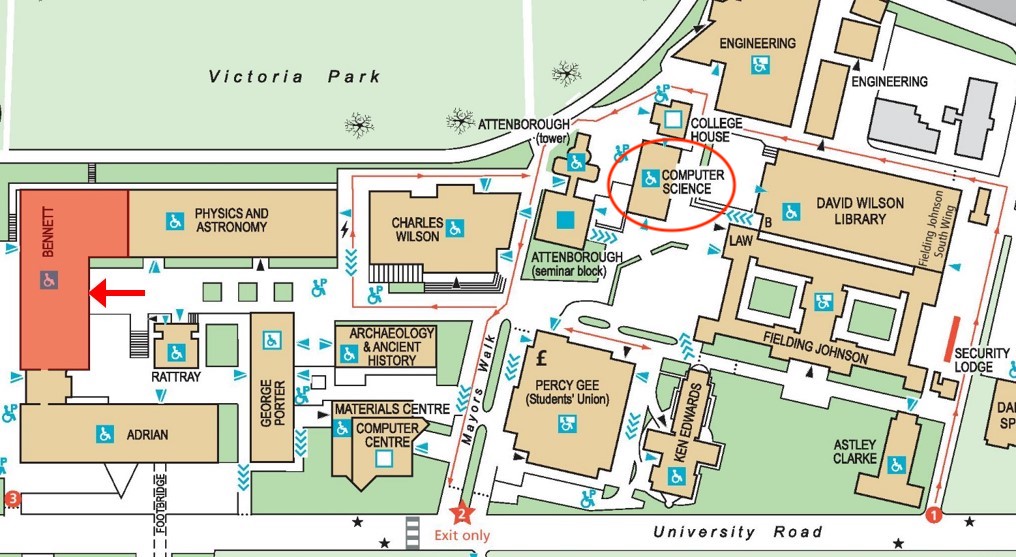 Victoria Park
ENGINEERING
ENGINEERING
P
ATTENBOROUGH
(tower)
P
COLLEGE
HOUSE
COMPUTER
SCIENCE
DAVID WILSON
LIBRARY
B
Fielding Johnson
South Wing
BENNETT
PHYSICS AND
ASTRONOMY
CHARLES
WILSON
ATTENBOROUGH
(seminar block)
LAW
P
P
FIELDING JOHNSON
SECURITY
LODGE
RATTRAY
GEORGE
PORTER
ARCHAEOLOGY
& ANCIENT
HISTORY
Mayors Walk
£
PERCY GEE
(Students' Union)
KEN EDWARDS
P
P
ADRIAN
MATERIALS CENTRE
COMPUTER
CENTRE
ASTLEY
CLARKE
DA
SP
P
P
3
FOOTBRIDGE
2
Exit only
University Road
1